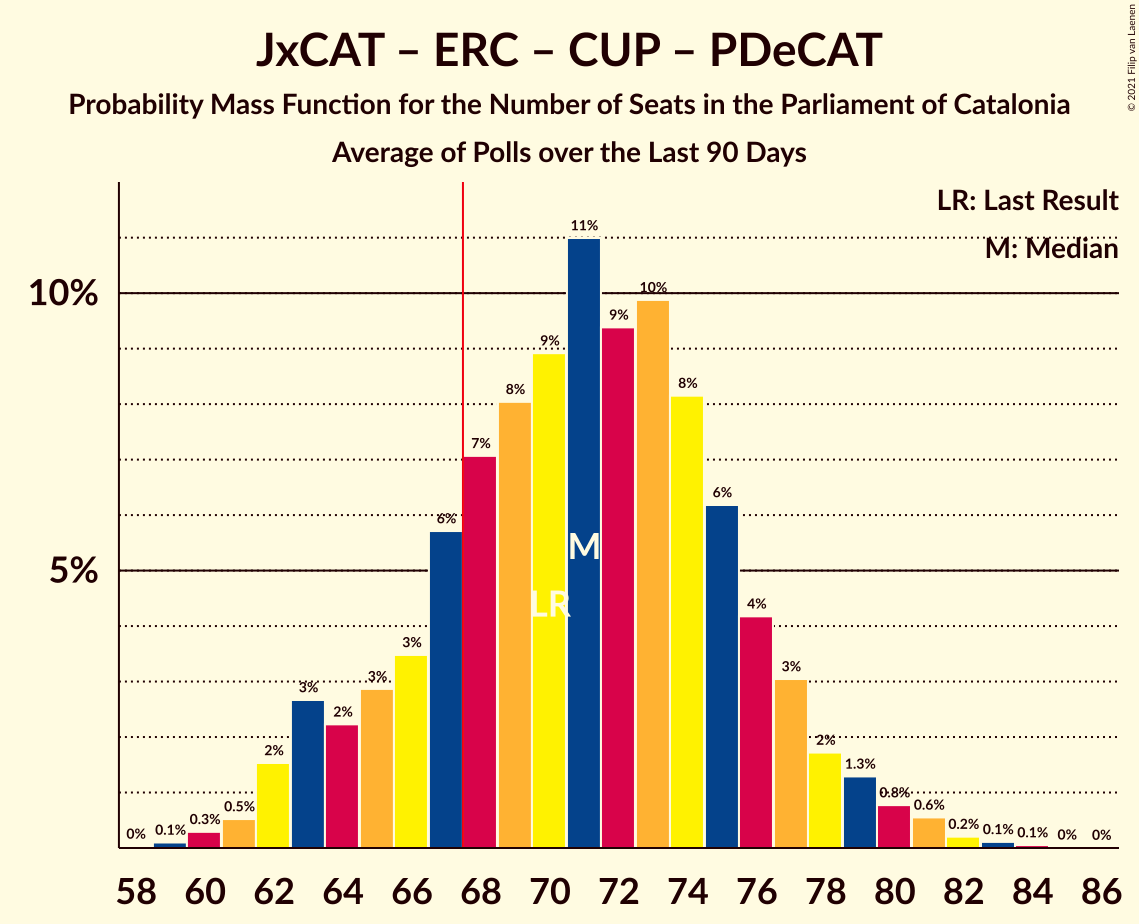 JxCAT – ERC – CUP – PDeCAT
Probability Mass Function for the Number of Seats in the Parliament of Catalonia
Average of Polls over the Last 90 Days
© 2021 Filip van Laenen
LR: Last Result
M: Median
10%
5%
0% 0.1% 0.3% 0.5% 2% 3% 2% 3% 3% 6% 7% 8% 9% 11% 9% 10% 8% 6% 4% 3% 2% 1.3% 0.8% 0.6% 0.2% 0.1% 0.1% 0% 0%
M
LR
58 60 62 64 66 68 70 72 74 76 78 80 82 84 86